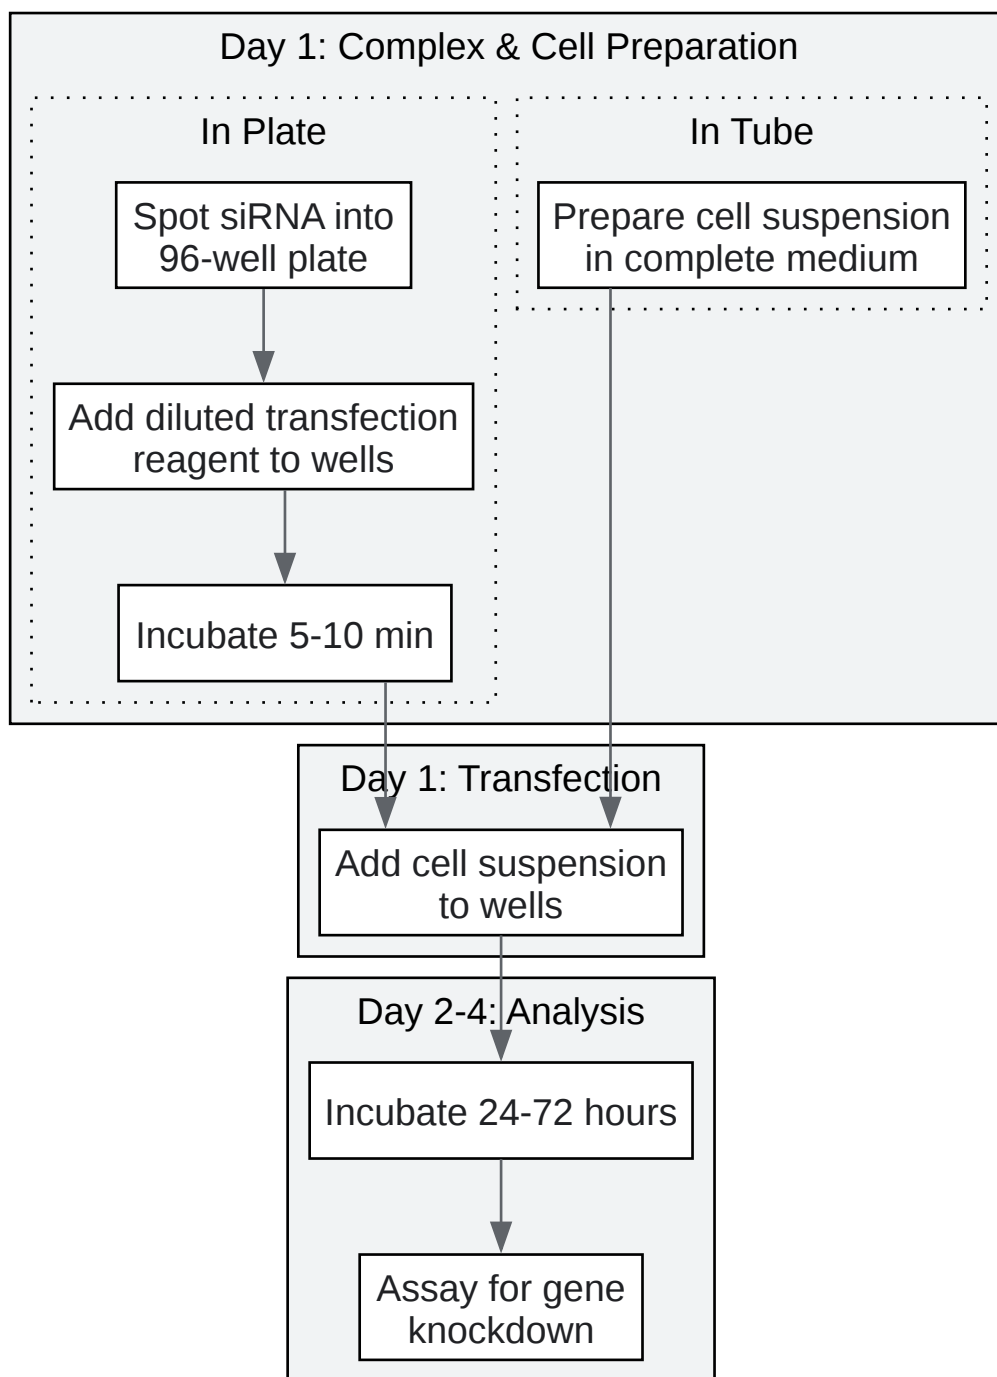 Day 1: Complex & Cell Preparation
In Plate
Spot siRNA into
96-well plate
Add diluted transfection
reagent to wells
Incubate 5-10 min
In Tube
Prepare cell suspension
in complete medium
Day 1: Transfection
Add cell suspension
to wells
Day 2-4: Analysis
Incubate 24-72 hours
Assay for gene
knockdown